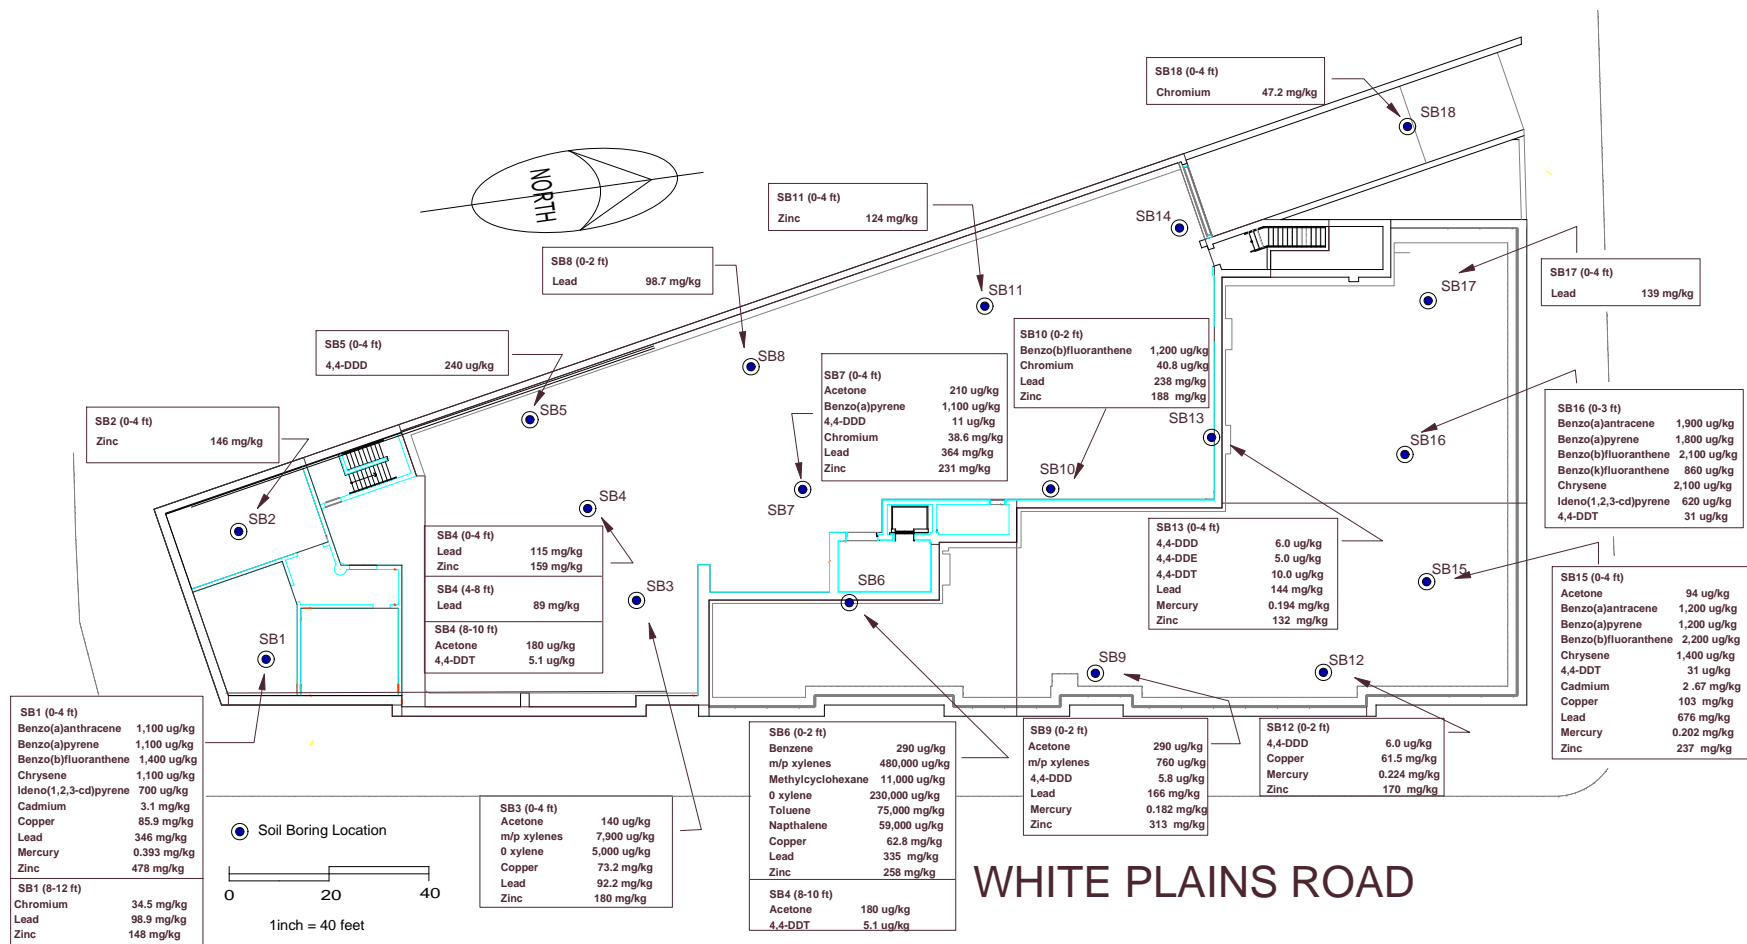 SB18 (0-4 ft)
Chromium 47.2 mg/kg
SB18
NORTH
SB11 (0-4 ft)
Zinc 124 mg/kg
SB14
SB8 (0-2 ft)
Lead 98.7 mg/kg
SB17 (0-4 ft)
Lead 139 mg/kg
SB17
SB11
SB5 (0-4 ft)
4,4-DDD 240 ug/kg
SB8
SB10 (0-2 ft)
Benzo(b)fluoranthene 1,200 ug/kg
Chromium 40.8 mg/kg
Lead 238 mg/kg
Zinc 188 mg/kg
SB7 (0-4 ft)
Acetone 210 ug/kg
Benzo(a)pyrene 1,100 ug/kg
4,4-DDD 11 ug/kg
Chromium 38.6 mg/kg
Lead 364 mg/kg
Zinc 231 mg/kg
SB5
SB2 (0-4 ft)
Zinc 146 mg/kg
SB13
SB16
SB16 (0-3 ft)
Benzo(a)antracene 1,900 ug/kg
Benzo(a)pyrene 1,800 ug/kg
Benzo(b)fluoranthene 2,100 ug/kg
Benzo(k)fluoranthene 860 ug/kg
Chrysene 2,100 ug/kg
Ideno(1,2,3-cd)pyrene 620 ug/kg
4,4-DDT 31 ug/kg
SB10
SB7
SB4
SB2
SB4 (0-4 ft)
Lead 115 mg/kg
Zinc 159 mg/kg
SB4 (4-8 ft)
Lead 89 mg/kg
SB4 (8-10 ft)
Acetone 180 ug/kg
4,4-DDT 5.1 ug/kg
SB3
SB6
SB13 (0-4 ft)
4,4-DDD 6.0 ug/kg
4,4-DDE 5.0 ug/kg
4,4-DDT 10.0 ug/kg
Lead 144 mg/kg
Mercury 0.194 mg/kg
Zinc 132 mg/kg
SB15
SB15 (0-4 ft)
Acetone 94 ug/kg
Benzo(a)antracene 1,200 ug/kg
Benzo(a)pyrene 1,200 ug/kg
Benzo(b)fluoranthene 2,200 ug/kg
Chrysene 1,400 ug/kg
4,4-DDT 31 ug/kg
Cadmium 2 .67 mg/kg
Copper 103 mg/kg
Lead 676 mg/kg
Mercury 0.202 mg/kg
Zinc 237 mg/kg
SB1
SB9
SB12
SB1 (0-4 ft)
Benzo(a)anthracene 1,100 ug/kg
Benzo(a)pyrene 1,100 ug/kg
Benzo(b)fluoranthene 1,400 ug/kg
Chrysene 1,100 ug/kg
Ideno(1,2,3-cd)pyrene 700 ug/kg
Cadmium 3.1 mg/kg
Copper 85.9 mg/kg
Lead 346 mg/kg
Mercury 0.393 mg/kg
Zinc 478 mg/kg
SB1 (8-12 ft)
Chromium 34.5 mg/kg
Lead 98.9 mg/kg
Zinc 148 mg/kg
SB3 (0-4 ft)
Acetone 140 ug/kg
m/p xylenes 7,900 ug/kg
0 xylene 5,000 ug/kg
Copper 73.2 mg/kg
Lead 92.2 mg/kg
Zinc 180 mg/kg
SB6 (0-2 ft)
Benzene 290 ug/kg
m/p xylenes 480,000 ug/kg
Methylcyclohexane 11,000 ug/kg
0 xylene 230,000 ug/kg
Toluene 75,000 mg/kg
Napthalene 59,000 ug/kg
Copper 62.8 mg/kg
Lead 335 mg/kg
Zinc 258 mg/kg
SB4 (8-10 ft)
Acetone 180 ug/kg
4,4-DDT 5.1 ug/kg
SB9 (0-2 ft)
Acetone 290 ug/kg
m/p xylenes 760 ug/kg
4,4-DDD 5.8 ug/kg
Lead 166 mg/kg
Mercury 0.182 mg/kg
Zinc 313 mg/kg
SB12 (0-2 ft)
4,4-DDD 6.0 ug/kg
Copper 61.5 mg/kg
Mercury 0.224 mg/kg
Zinc 170 mg/kg
Soil Boring Location
0 20 40
1inch = 40 feet
WHITE PLAINS ROAD